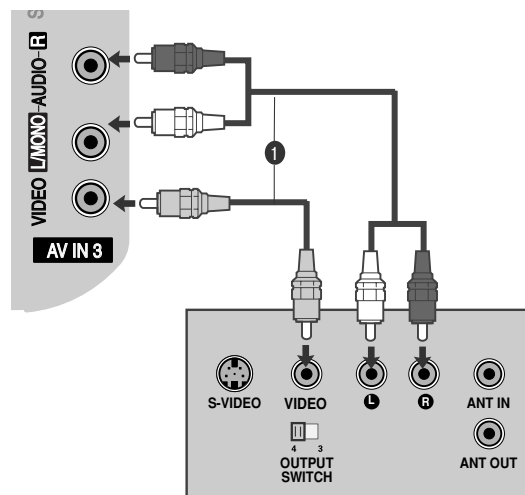 S
VIDEO L/MONO-AUDIO-R
AV IN 3
1
S-VIDEO
VIDEO
L
R
ANT IN
4 3
OUTPUT
SWITCH
ANT OUT